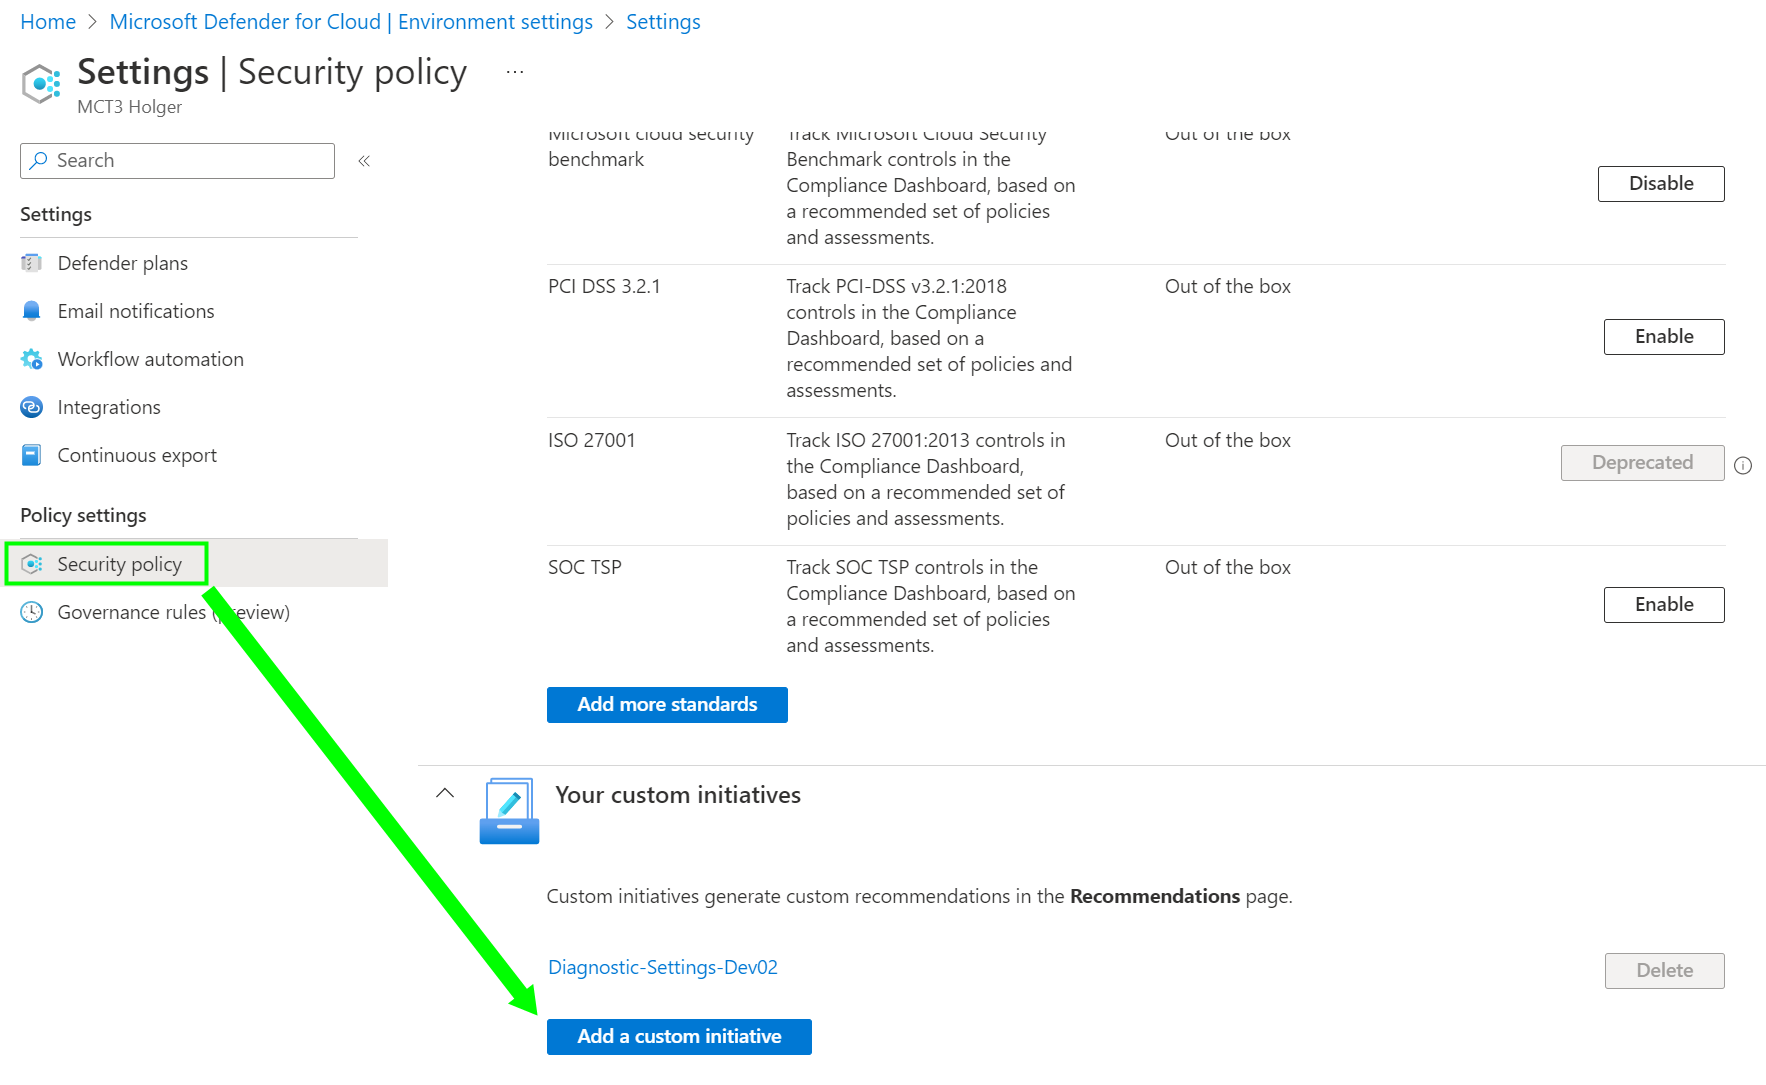 Home > Microsoft Defender for Cloud | Environment settings > Settings
Settings | Security policy ...
MCT3 Holger
Search «
Settings
Defender plans
Email notifications
Workflow automation
Integrations
Continuous export
Policy settings
Security policy
Governance rules (preview)
Microsoft cloud security
benchmark
Track Microsoft Cloud Security
Benchmark controls in the
Compliance Dashboard, based on
a recommended set of policies
and assessments.
Out of the box
Disable
PCI DSS 3.2.1
Track PCI-DSS v3.2.1:2018
controls in the Compliance
Dashboard, based on a
recommended set of policies and
assessments.
Out of the box
Enable
ISO 27001
Track ISO 27001:2013 controls in
the Compliance Dashboard,
based on a recommended set of
policies and assessments.
Out of the box
Deprecated
SOC TSP
Track SOC TSP controls in the
Compliance Dashboard, based on
a recommended set of policies
and assessments.
Out of the box
Enable
Add more standards
Your custom initiatives
Custom initiatives generate custom recommendations in the Recommendations page.
Diagnostic-Settings-Dev02
Delete
Add a custom initiative